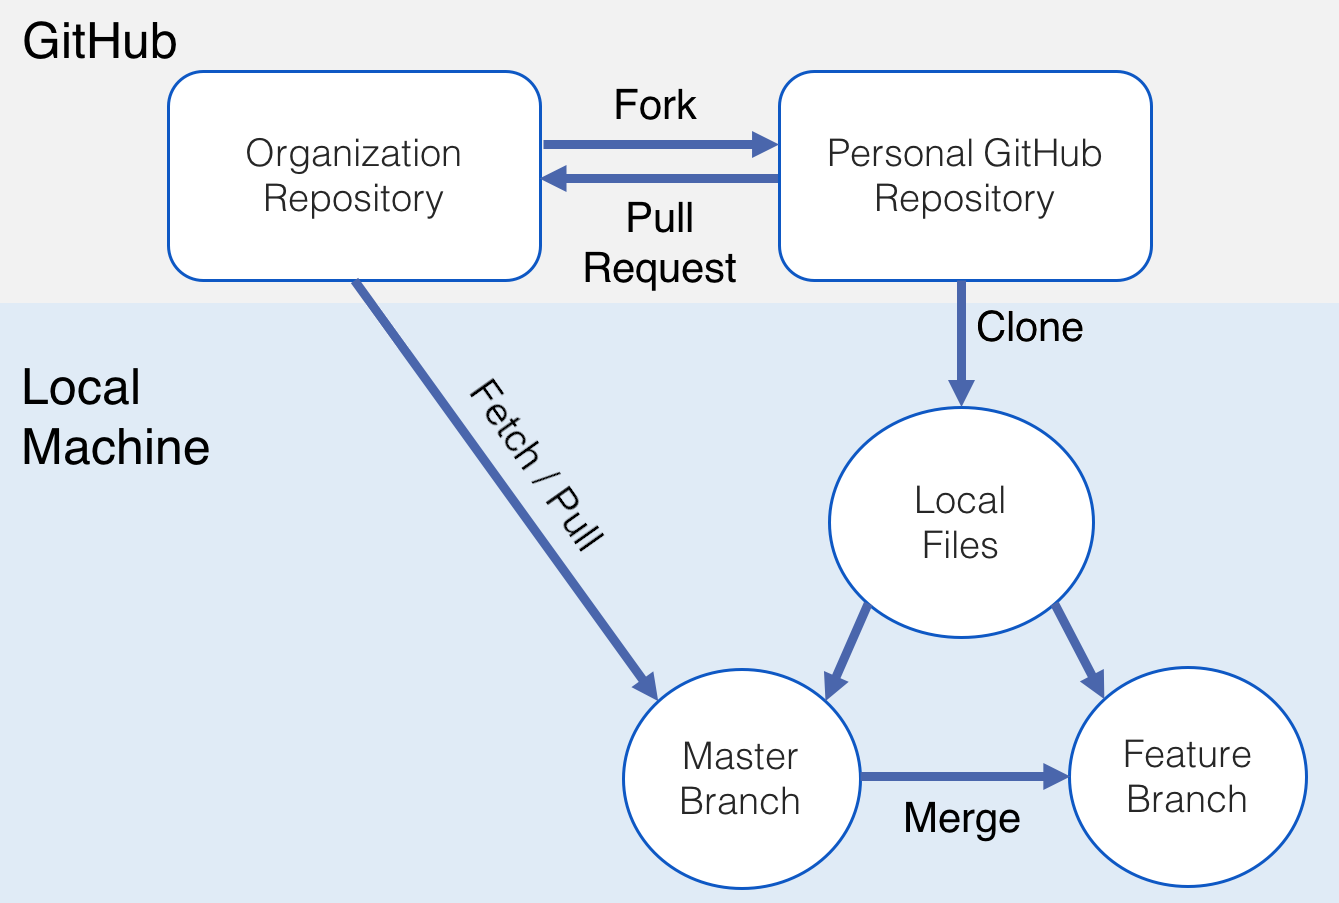 GitHub
Organization
Repository
Fork
Pull
Request
Personal GitHub
Repository
Clone
Local
Machine
Fetch / Pull
Local
Files
Master
Branch
Merge
Feature
Branch